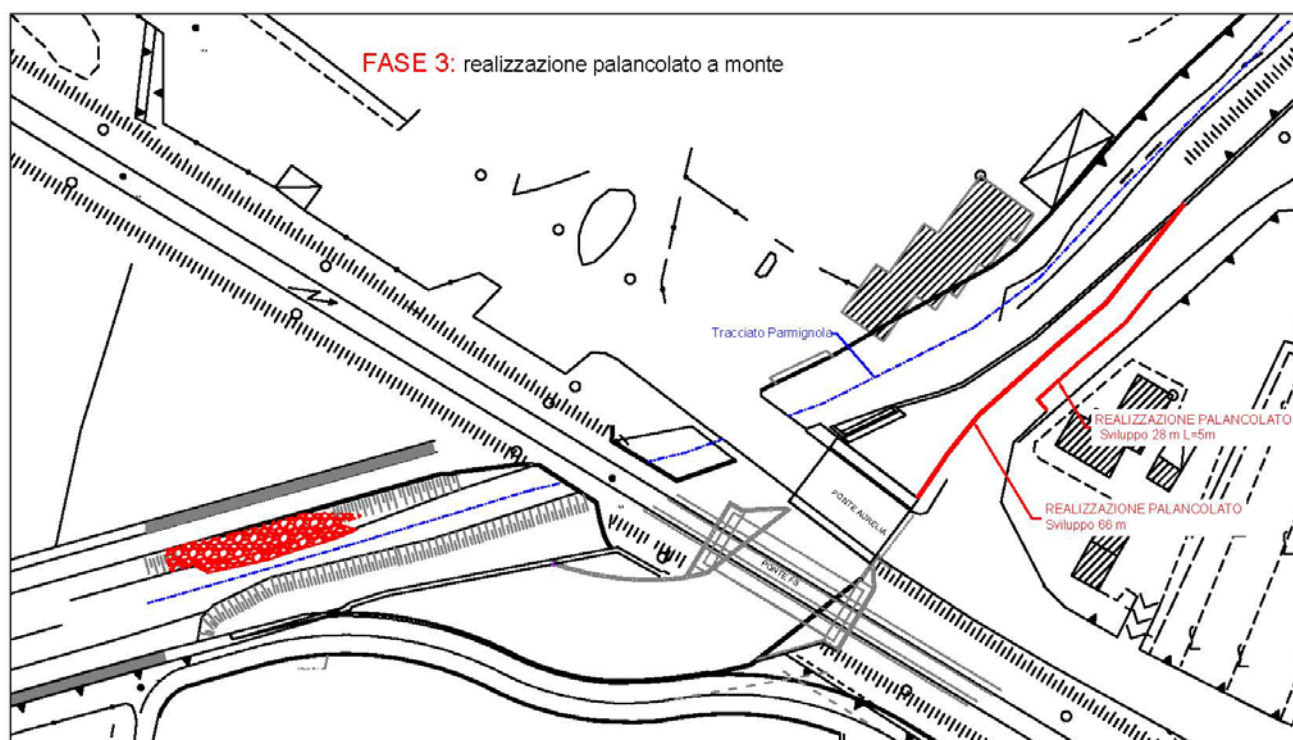 FASE 3: realizzazione palancolato a monte
Tracciato Parmignola
REALIZZAZIONE PALANCOLATO
Sviluppo 28 m L=5m
PONTE AURELIA
REALIZZAZIONE PALANCOLATO
Sviluppo 66 m
PONTE FS